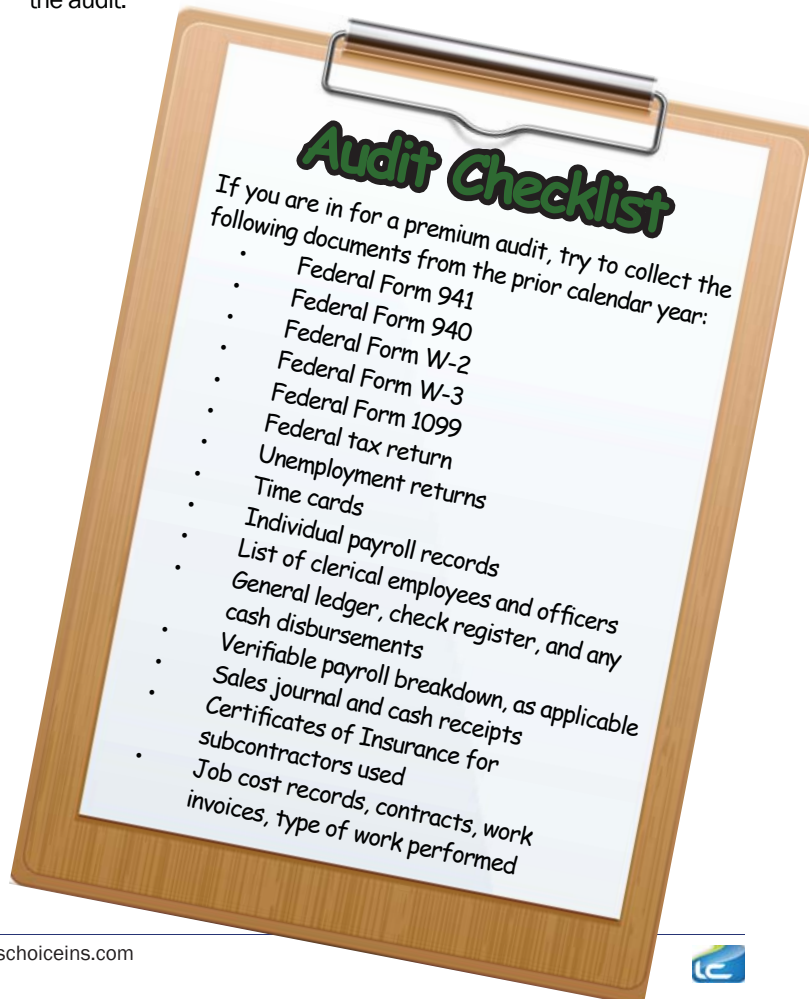 the audit.
Audit Checklist
If you are in for a premium audit, try to collect the
following documents from the prior calendar year:
• Federal Form 941
• Federal Form 940
• Federal Form W-2
• Federal Form W-3
• Federal Form 1099
• Federal tax return
• Unemployment returns
• Time cards
• Individual payroll records
• List of clerical employees and officers
• General ledger, check register, and any
cash disbursements
• Verifiable payroll breakdown, as applicable
• Sales journal and cash receipts
• Certificates of Insurance for
subcontractors used
• Job cost records, contracts, work
invoices, type of work performed
schoiceins.com
lc